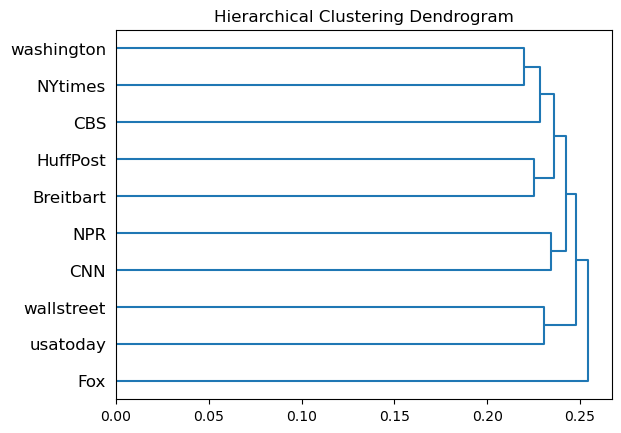 Hierarchical Clustering Dendrogram
washington
NYtimes
CBS
HuffPost
Breitbart
NPR
CNN
wallstreet
usatoday
Fox
0.00 0.05 0.10 0.15 0.20 0.25